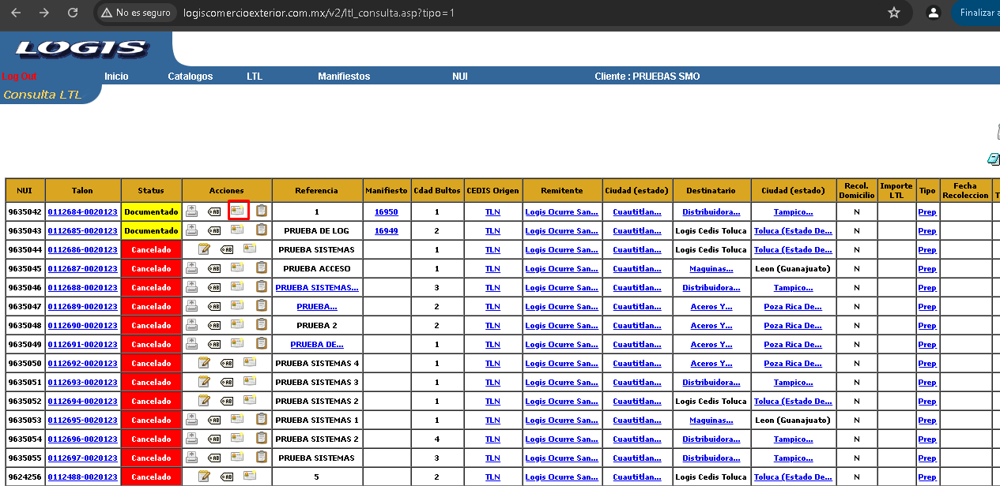 No es seguro logiscomercioexterior.com.mx/v2/ltl_consulta.asp?tipo=1 Finalizar
LOGIS
Log Out Inicio Catalogos LTL Manifiestos NUI Cliente : PRUEBAS SMO
Consulta LTL
NUI Talon Status Acciones Referencia Manifiesto Cdad Bultos CEDIS Origen Remitente Ciudad (estado) Destinatario Ciudad (estado) Recol. Domicilio Importe LTL Tipo Fecha Recoleccion
9635042 0112684-0020123 Documentado AB 1 16950 1 TLN Logis Ocurre San... Cuautitlan... Distribuidora... Tampico... N Prep
9635043 0112685-0020123 Documentado AB PRUEBA DE LOG 16949 2 TLN Logis Ocurre San... Cuautitlan... Logis Cedis Toluca Toluca (Estado De... N Prep
9635044 0112686-0020123 Cancelado AB PRUEBA SISTEMAS 1 TLN Logis Ocurre San... Cuautitlan... Logis Cedis Toluca Toluca (Estado De... N Prep
9635045 0112687-0020123 Cancelado AB PRUEBA ACCESO 1 TLN Logis Ocurre San... Cuautitlan... Maquinas... Leon (Guanajuato) N Prep
9635046 0112688-0020123 Cancelado AB PRUEBA SISTEMAS... 3 TLN Logis Ocurre San... Cuautitlan... Distribuidora... Tampico... N Prep
9635047 0112689-0020123 Cancelado AB PRUEBA... 2 TLN Logis Ocurre San... Cuautitlan... Aceros Y... Poza Rica De... N Prep
9635048 0112690-0020123 Cancelado AB PRUEBA 2 2 TLN Logis Ocurre San... Cuautitlan... Aceros Y... Poza Rica De... N Prep
9635049 0112691-0020123 Cancelado AB PRUEBA DE... 1 TLN Logis Ocurre San... Cuautitlan... Aceros Y... Poza Rica De... N Prep
9635050 0112692-0020123 Cancelado AB PRUEBA SISTEMAS 4 1 TLN Logis Ocurre San... Cuautitlan... Aceros Y... Poza Rica De... N Prep
9635051 0112693-0020123 Cancelado AB PRUEBA SISTEMAS 3 1 TLN Logis Ocurre San... Cuautitlan... Distribuidora... Tampico... N Prep
9635052 0112694-0020123 Cancelado AB PRUEBA SISTEMAS 2 1 TLN Logis Ocurre San... Cuautitlan... Logis Cedis Toluca Toluca (Estado De... N Prep
9635053 0112695-0020123 Cancelado AB PRUEBA SISTEMAS 1 1 TLN Logis Ocurre San... Cuautitlan... Maquinas... Leon (Guanajuato) N Prep
9635054 0112696-0020123 Cancelado AB PRUEBA SISTEMAS 2 4 TLN Logis Ocurre San... Cuautitlan... Distribuidora... Tampico... N Prep
9635055 0112697-0020123 Cancelado AB PRUEBA SISTEMAS 3 TLN Logis Ocurre San... Cuautitlan... Distribuidora... Tampico... N Prep
9624256 0112488-0020123 Cancelado AB 5 2 TLN Logis Ocurre San... Cuautitlan... Logis Cedis Toluca Toluca (Estado De... N Prep